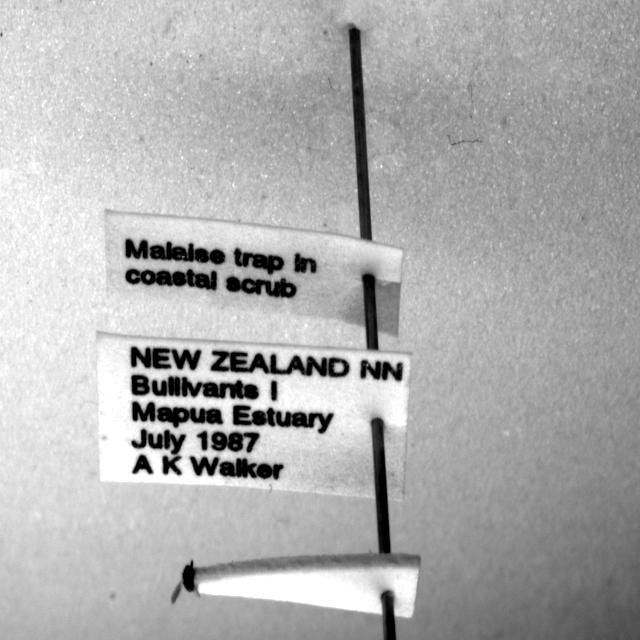 Malaise trap in
coastal scrub
NEW ZEALAND NN
Bullivants I
Mapua Estuary
July 1987
A K Walker